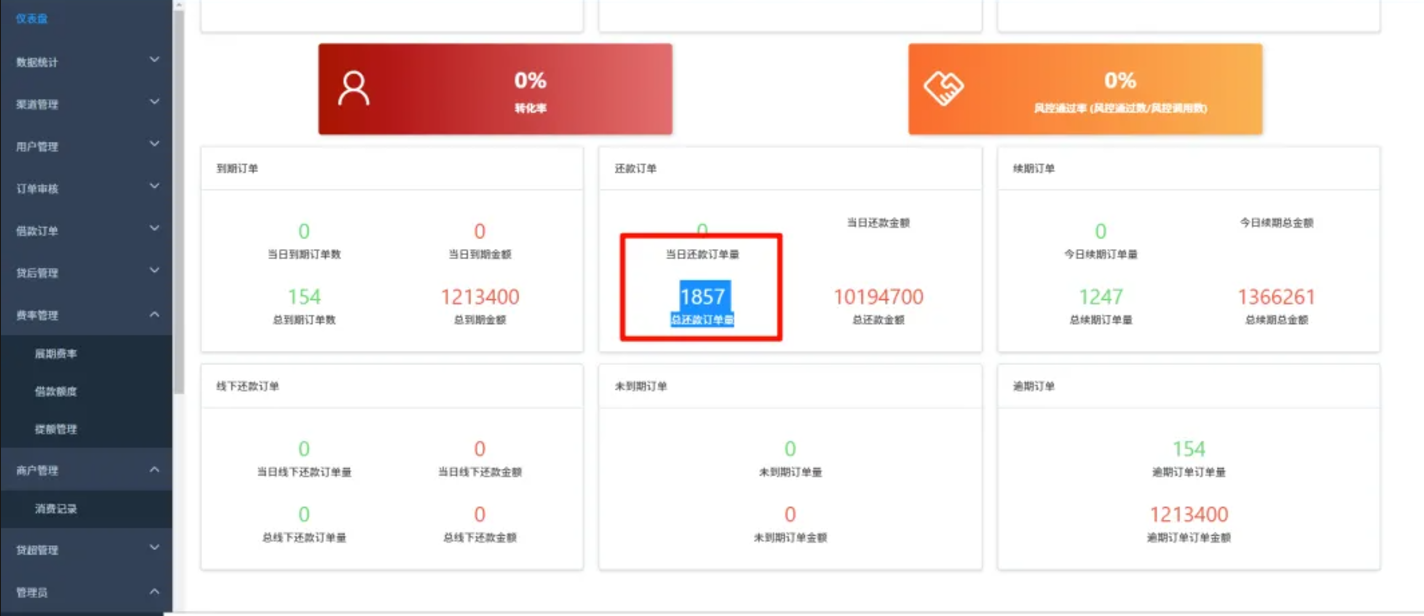 仪表盘
数据统计
渠道管理
用户管理
订单审核
借款订单
贷后管理
费率管理
展期费率
借款额度
提额管理
商户管理
消费记录
贷超管理
管理员
0%
转化率
0%
风控通过率 (风控通过数/风控调用数)
到期订单
0
当日到期订单数
0
当日到期金额
154
总到期订单数
1213400
总到期金额
还款订单
0
当日还款订单量
当日还款金额
1857
总还款订单量
10194700
总还款金额
续期订单
0
今日续期订单量
今日续期总金额
1247
总续期订单量
1366261
总续期总金额
线下还款订单
0
当日线下还款订单量
0
当日线下还款金额
0
总线下还款订单量
0
总线下还款金额
未到期订单
0
未到期订单量
0
未到期订单金额
逾期订单
154
逾期订单订单量
1213400
逾期订单订单金额